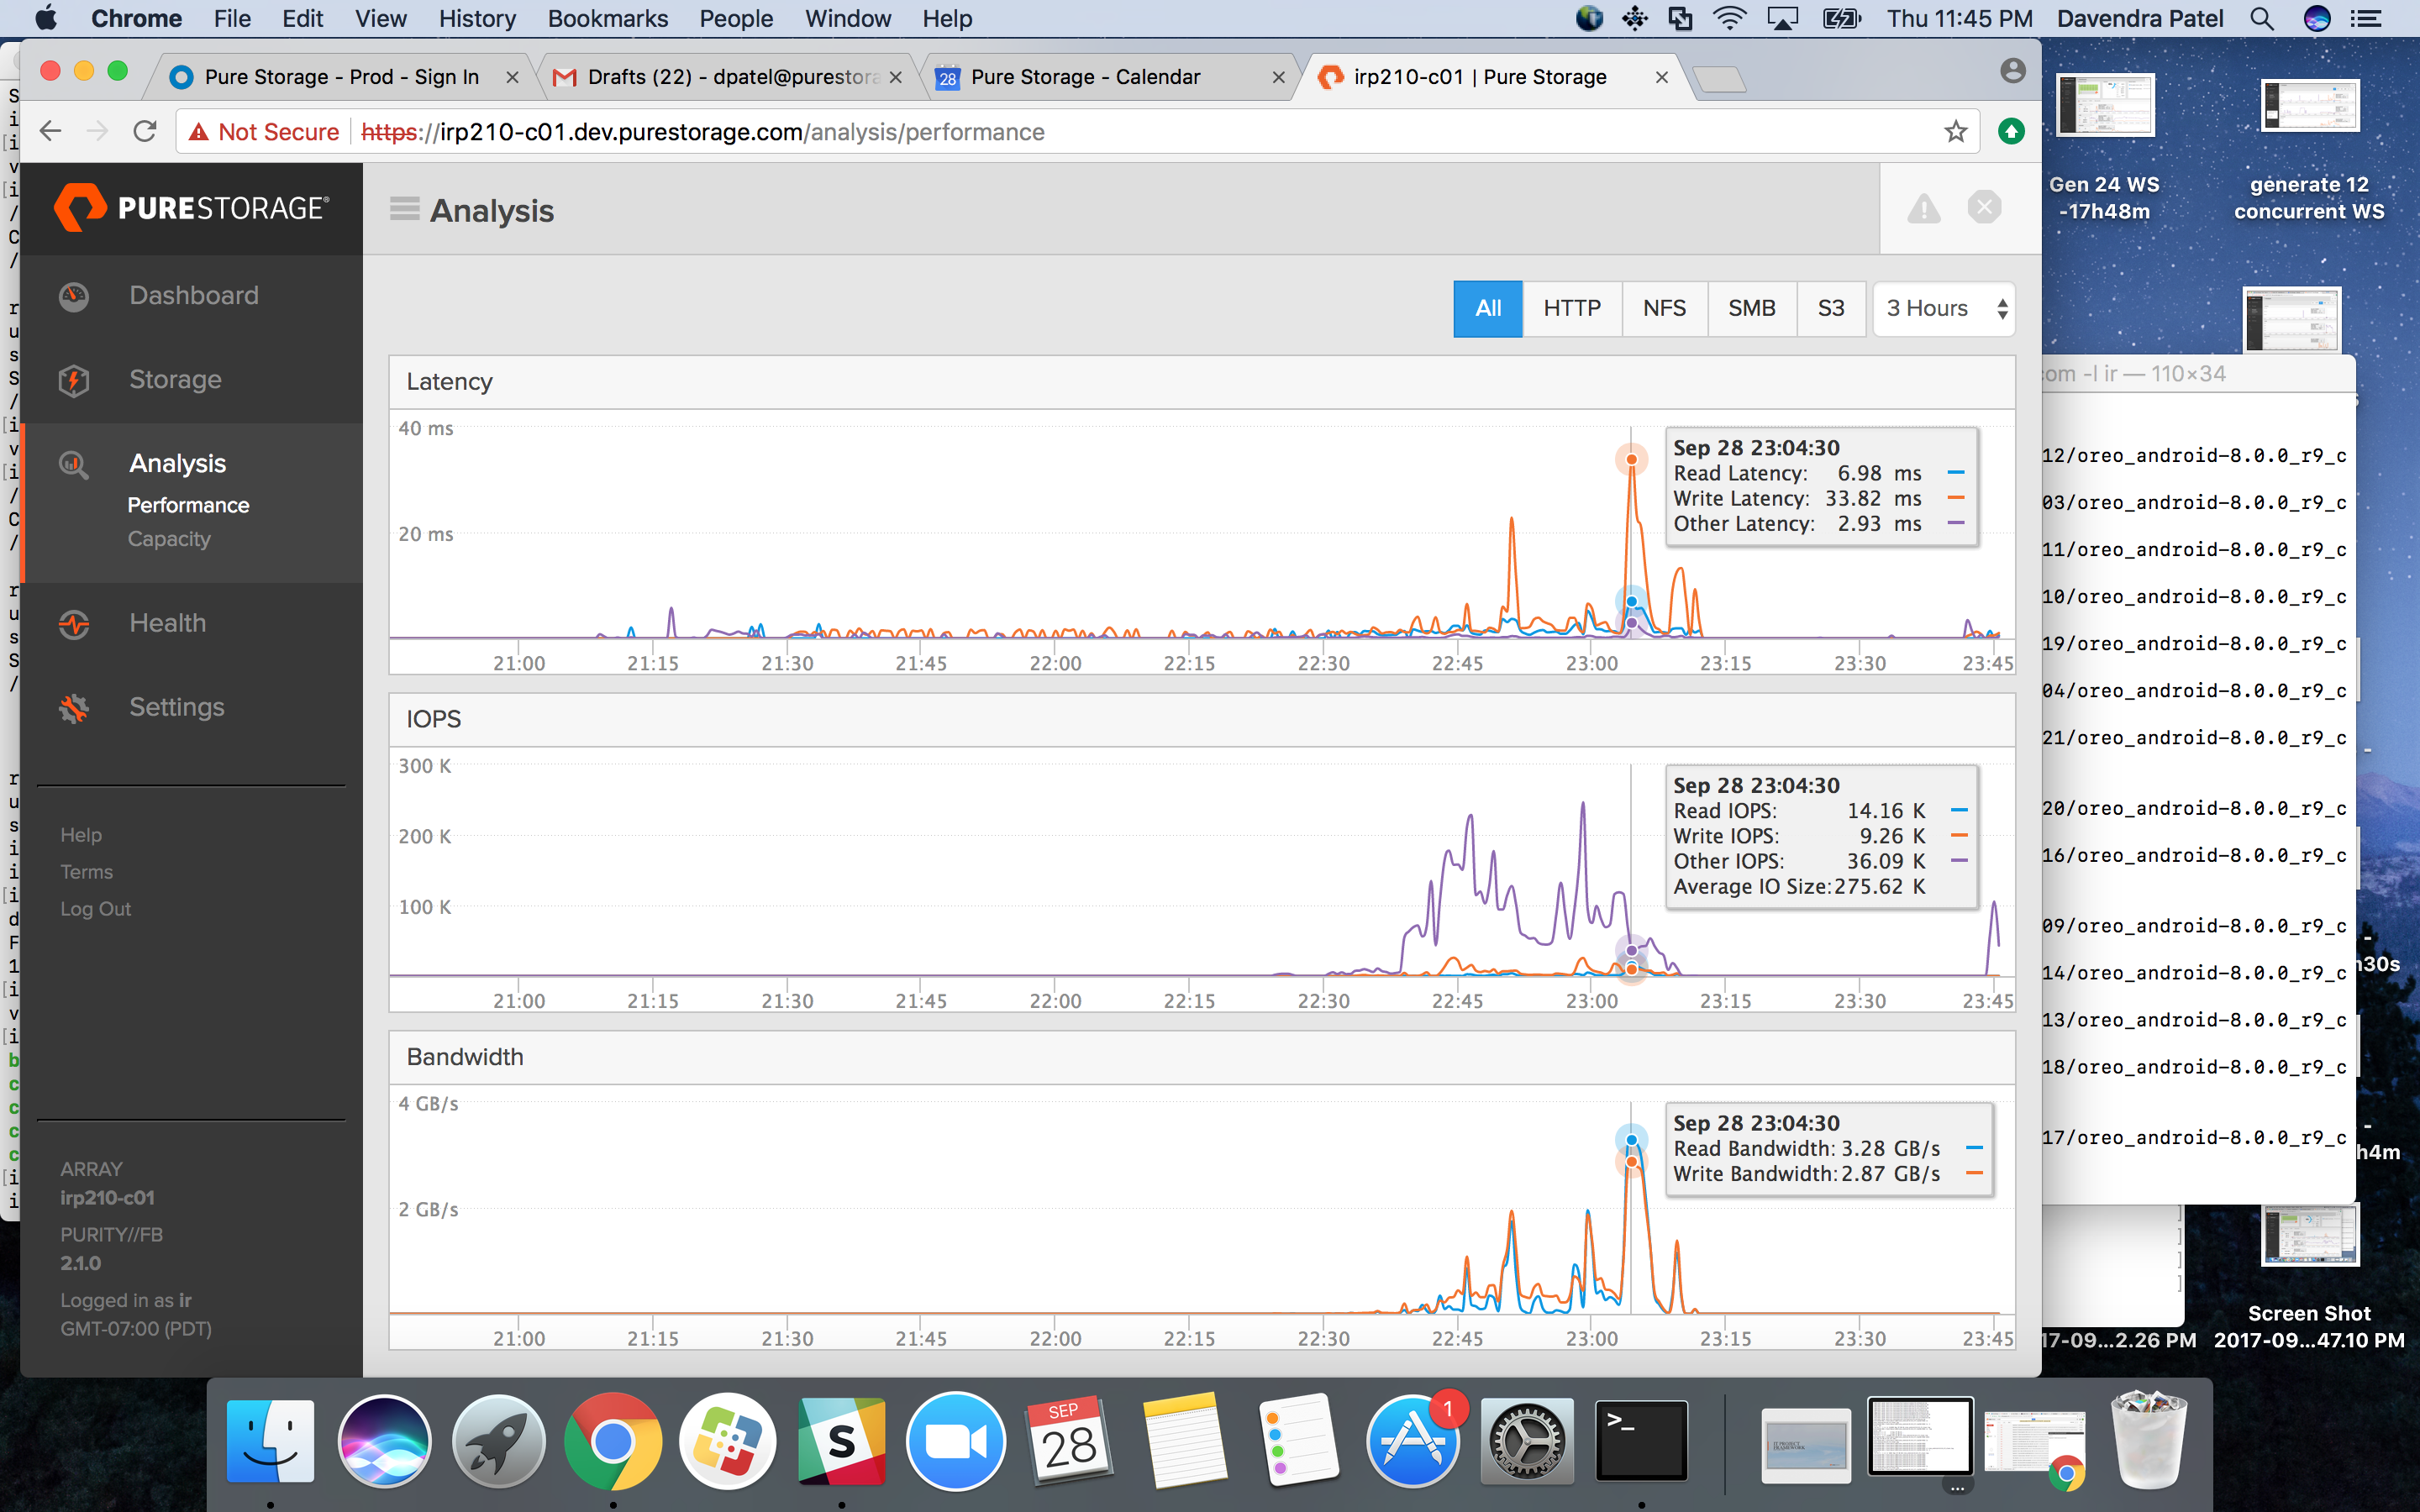 Chrome File Edit View History Bookmarks People Window Help Thu 11:45 PM Davendra Patel
Pure Storage - Prod - Sign In
Drafts (22) - dpatel@purestora
28 Pure Storage - Calendar
irp210-c01 | Pure Storage
Not Secure https://irp210-c01.dev.purestorage.com/analysis/performance
PURESTORAGE®
Analysis
Dashboard
Storage
Analysis
Performance
Capacity
Health
Settings
Help
Terms
Log Out
ARRAY
irp210-c01
PURITY//FB
2.1.0
Logged in as ir
GMT-07:00 (PDT)
All HTTP NFS SMB S3 3 Hours
Latency
40 ms
20 ms
Sep 28 23:04:30
Read Latency: 6.98 ms
Write Latency: 33.82 ms
Other Latency: 2.93 ms
21:00 21:15 21:30 21:45 22:00 22:15 22:30 22:45 23:00 23:15 23:30 23:45
IOPS
300 K
200 K
100 K
Sep 28 23:04:30
Read IOPS: 14.16 K
Write IOPS: 9.26 K
Other IOPS: 36.09 K
Average IO Size: 275.62 K
21:00 21:15 21:30 21:45 22:00 22:15 22:30 22:45 23:00 23:15 23:30 23:45
Bandwidth
4 GB/s
2 GB/s
Sep 28 23:04:30
Read Bandwidth: 3.28 GB/s
Write Bandwidth: 2.87 GB/s
21:00 21:15 21:30 21:45 22:00 22:15 22:30 22:45 23:00 23:15 23:30 23:45
Gen 24 WS
-17h48m
generate 12
concurrent WS
com -l ir — 110×34
12/oreo_android-8.0.0_r9_c
03/oreo_android-8.0.0_r9_c
11/oreo_android-8.0.0_r9_c
10/oreo_android-8.0.0_r9_c
19/oreo_android-8.0.0_r9_c
04/oreo_android-8.0.0_r9_c
21/oreo_android-8.0.0_r9_c
20/oreo_android-8.0.0_r9_c
16/oreo_android-8.0.0_r9_c
09/oreo_android-8.0.0_r9_c
14/oreo_android-8.0.0_r9_c
13/oreo_android-8.0.0_r9_c
18/oreo_android-8.0.0_r9_c
17/oreo_android-8.0.0_r9_c
h30s
h4m
17-09...2.26 PM
Screen Shot
2017-09...47.10 PM
SEP
28
S
1
>_